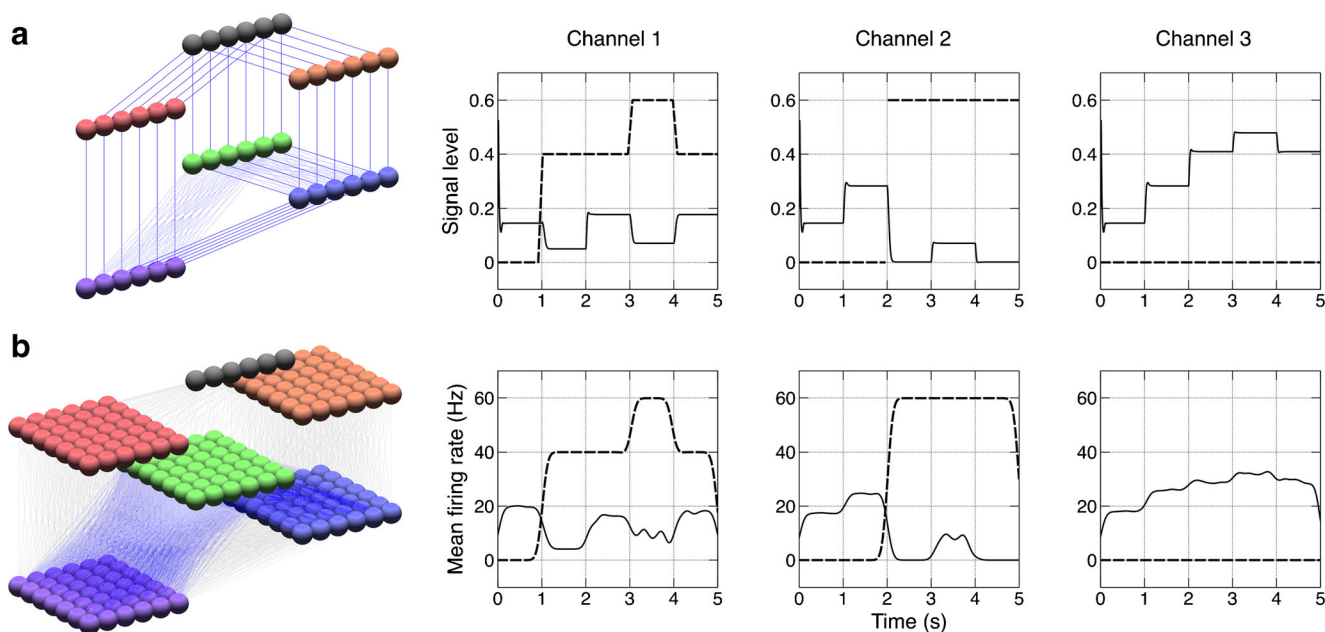 a
Channel 1 Channel 2 Channel 3
Signal level
0.6 0.6 0.6
0.4 0.4 0.4
0.2 0.2 0.2
0 0 0
0 1 2 3 4 5 0 1 2 3 4 5 0 1 2 3 4 5
b
Mean firing rate (Hz)
60 60 60
40 40 40
20 20 20
0 0 0
0 1 2 3 4 5 0 1 2 3 4 5 0 1 2 3 4 5
Time (s)